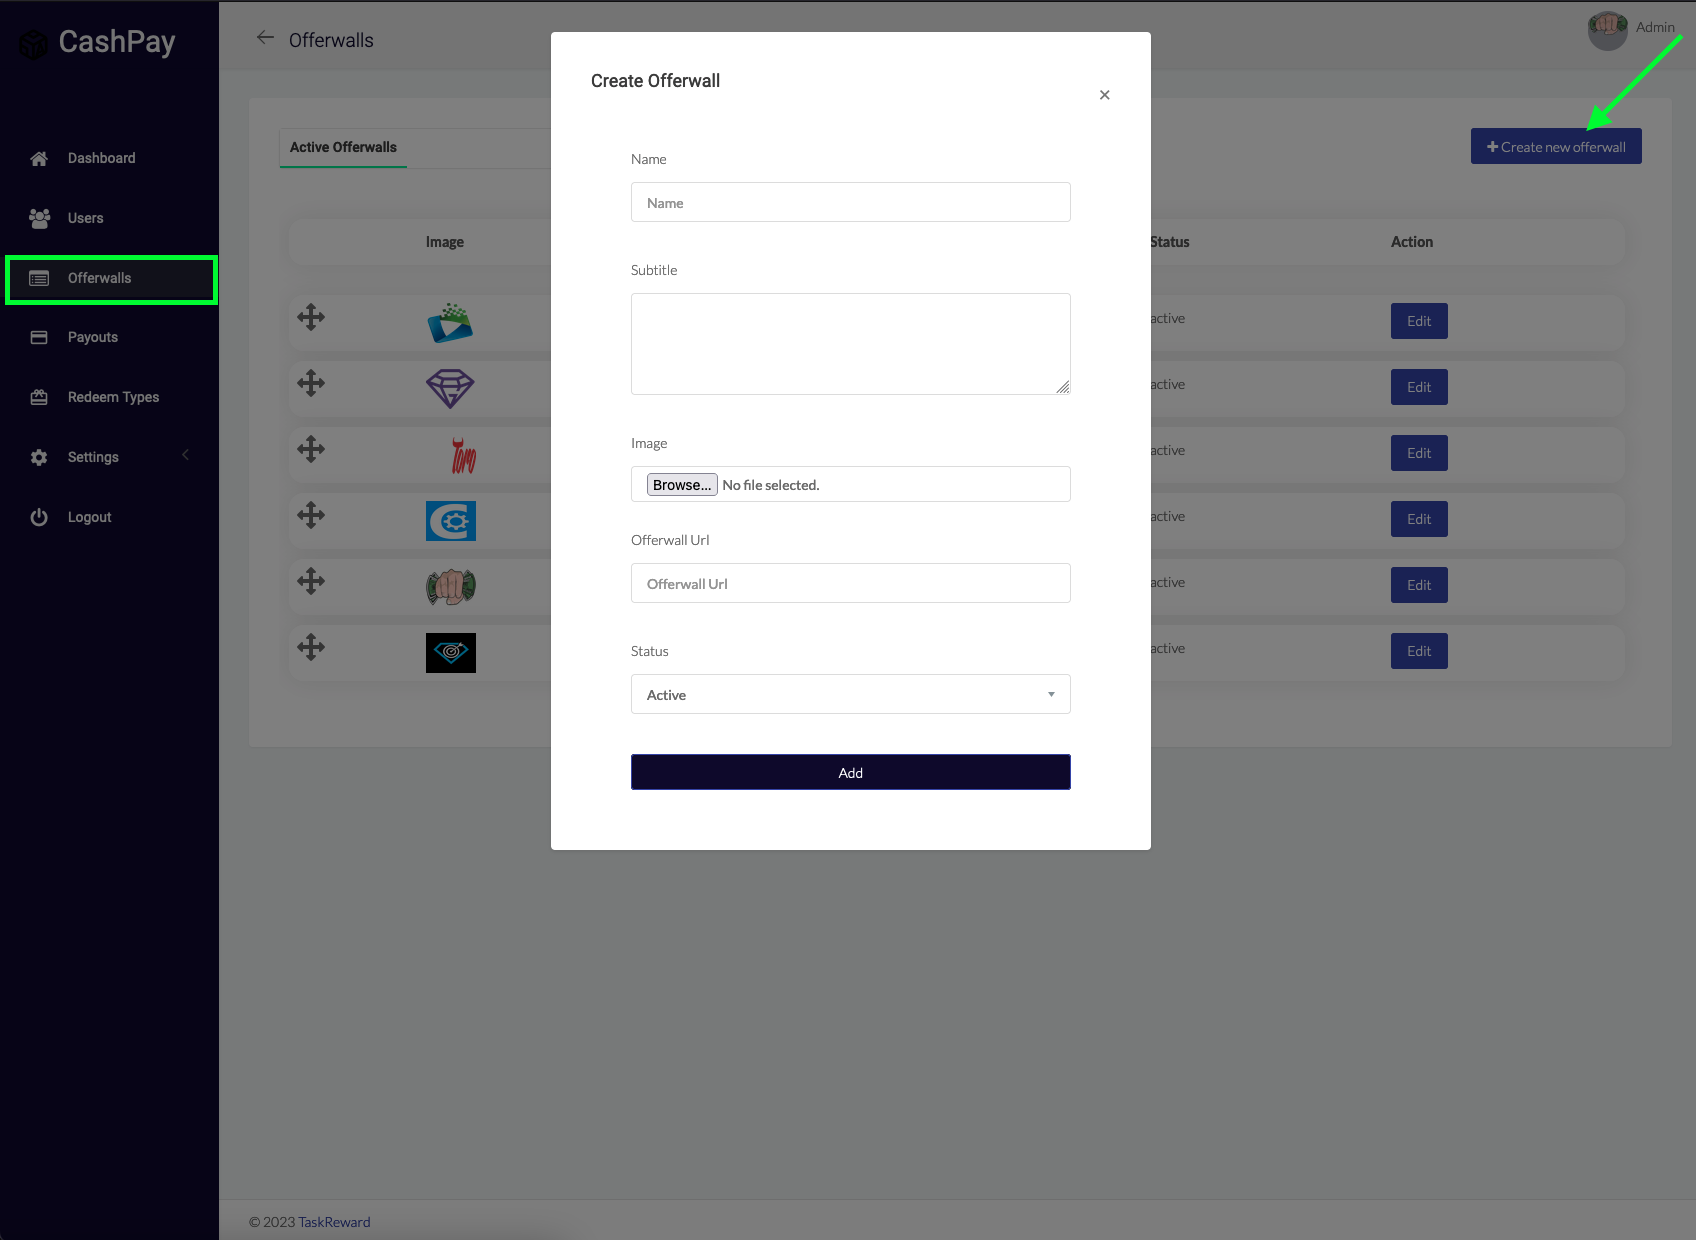 CashPay
Dashboard
Users
Offerwalls
Payouts
Redeem Types
Settings
Logout
Offerwalls
Admin
Active Offerwalls
Create new offerwall
Image
Status
Action
active
Edit
active
Edit
Toro
active
Edit
active
Edit
active
Edit
active
Edit
Create Offerwall
×
Name
Name
Subtitle
Image
Browse... No file selected.
Offerwall Url
Offerwall Url
Status
Active
Add
© 2023 TaskReward